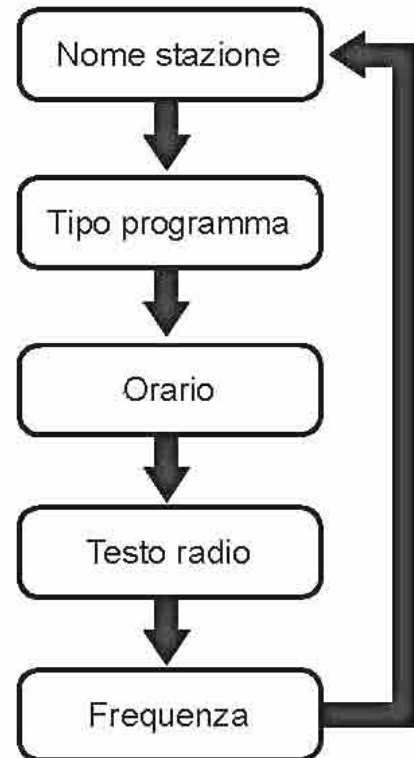 Nome stazione
Tipo programma
Orario
Testo radio
Frequenza